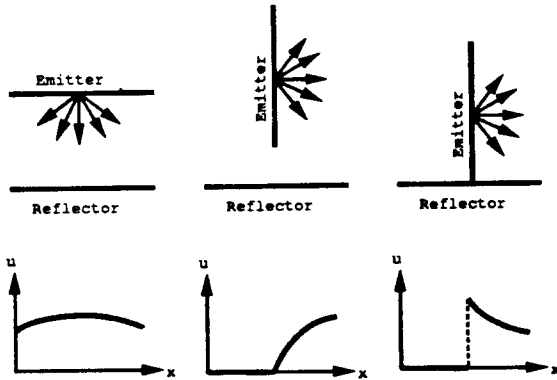 Emitter
Reflector
Emitter
Reflector
Emitter
Reflector
u
x
u
x
u
x